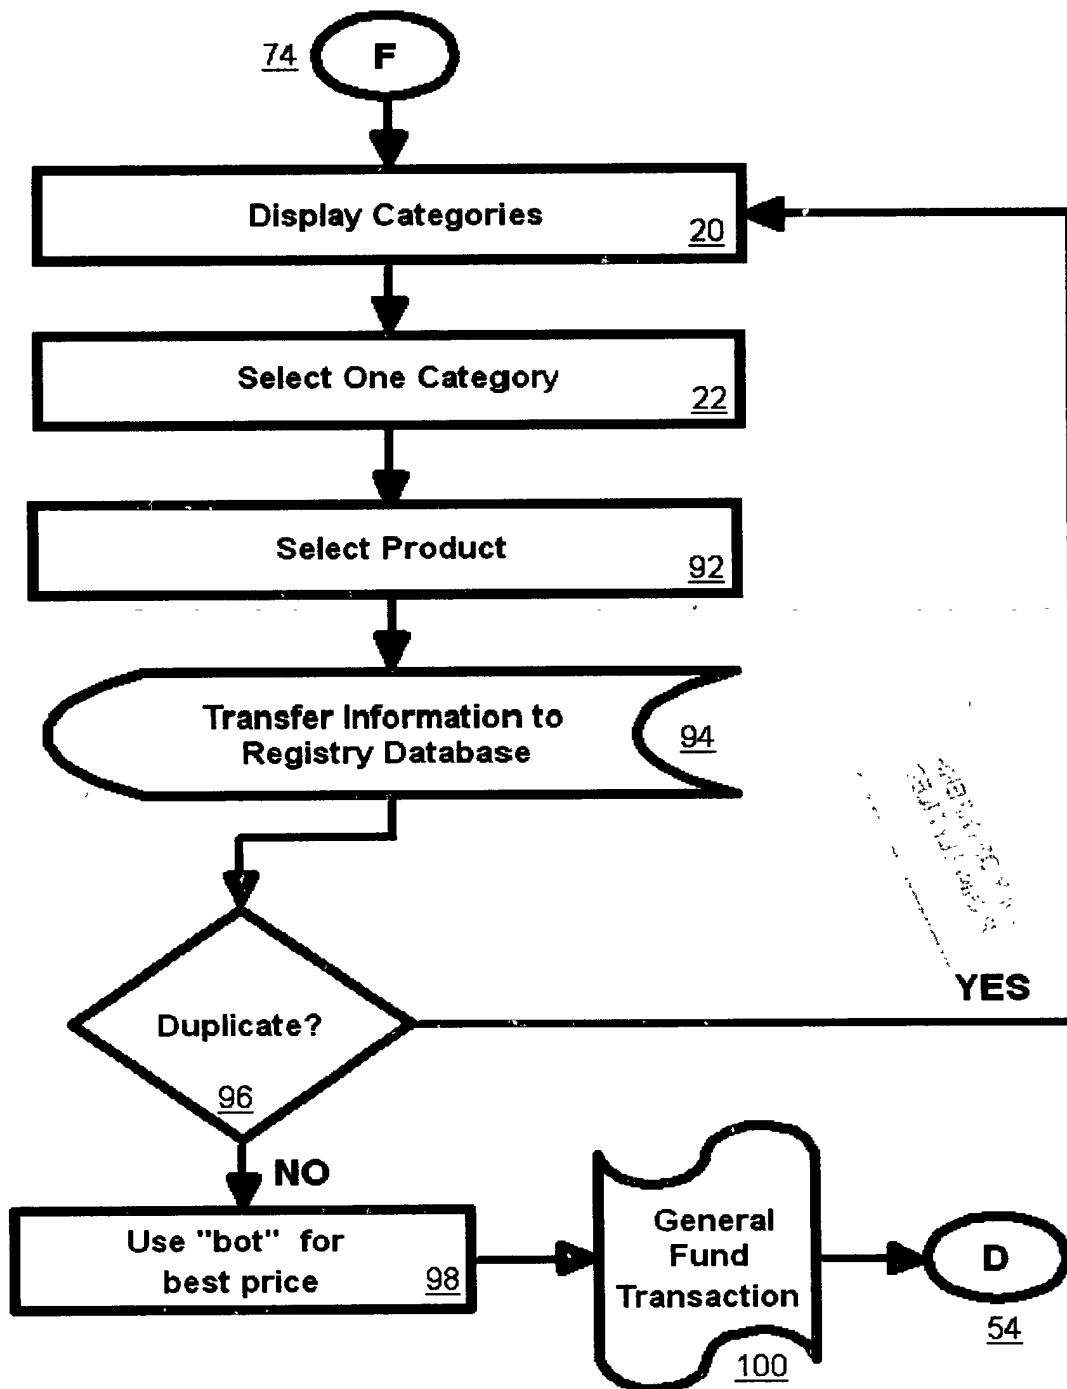 74
F
Display Categories
20
Select One Category
22
Select Product
92
Transfer Information to
Registry Database
94
YES
Duplicate?
96
NO
Use "bot" for
best price
98
General
Fund
Transaction
100
D
54